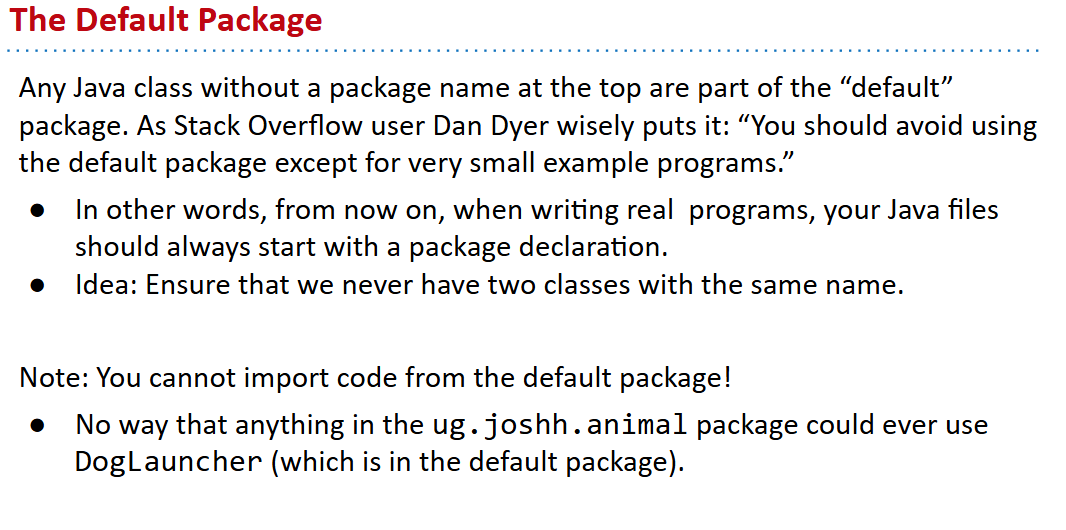 The Default Package
Any Java class without a package name at the top are part of the “default”
package. As Stack Overflow user Dan Dyer wisely puts it: “You should avoid using
the default package except for very small example programs.”
● In other words, from now on, when writing real  programs, your Java files
should always start with a package declaration.
● Idea: Ensure that we never have two classes with the same name.
Note: You cannot import code from the default package!
● No way that anything in the ug.joshh.animal package could ever use
DogLauncher (which is in the default package).